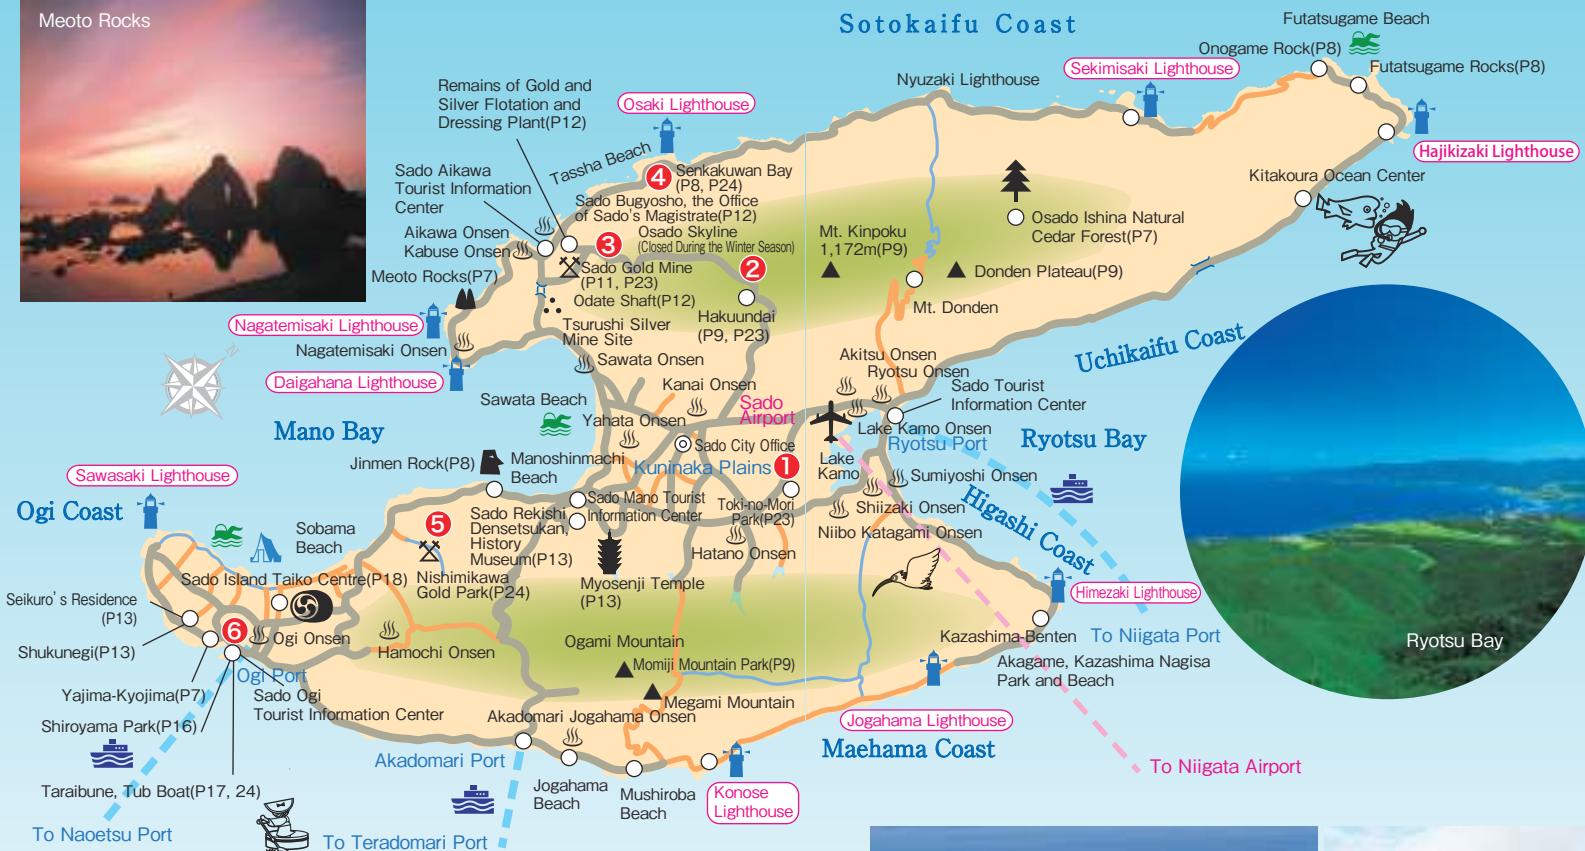 Meoto Rocks
Sotokaifu Coast
Futatsugame Beach
Onogame Rock(P8)
Futatsugame Rocks(P8)
Sekimisaki Lighthouse
Nyuzaki Lighthouse
Hajikizaki Lighthouse
Kitakoura Ocean Center
Remains of Gold and
Silver Flotation and
Dressing Plant(P12)
Osaki Lighthouse
Tassha Beach
4
Senkakuwan Bay
(P8, P24)
Sado Aikawa
Tourist Information
Center
Sado Bugyosho, the Office
of Sado's Magistrate(P12)
Aikawa Onsen
Kabuse Onsen
3
Osado Skyline
(Closed During the Winter Season)
2
Meoto Rocks(P7)
Sado Gold Mine
(P11, P23)
Odate Shaft(P12)
Tsurushi Silver
Mine Site
Hakuundai
(P9, P23)
Mt. Kinpoku
1,172m(P9)
Osado Ishina Natural
Cedar Forest(P7)
Donden Plateau(P9)
Mt. Donden
Nagatemisaki Lighthouse
Nagatemisaki Onsen
Daigahana Lighthouse
N
Sawata Onsen
Uchikaifu Coast
Akitsu Onsen
Ryotsu Onsen
Kanai Onsen
Sado
Airport
Sado Tourist
Information Center
Sawata Beach
Yahata Onsen
Lake Kamo Onsen
Mano Bay
Sado City Office
Ryotsu Port
Ryotsu Bay
Jinmen Rock(P8)
Manoshinmachi
Beach
Kuninaka Plains
1
Lake
Kamo
Sumiyoshi Onsen
Sawasaki Lighthouse
Ogi Coast
Sado Mano Tourist
Information Center
Toki-no-Mori
Park(P23)
Shiizaki Onsen
Higashi Coast
5
Sado Rekishi
Densetsukan,
History
Museum(P13)
Niibo Katagami Onsen
Hatano Onsen
Sobama
Beach
Sado Island Taiko Centre(P18)
Nishimikawa
Gold Park(P24)
Myosenji Temple
(P13)
Himezaki Lighthouse
Seikuro's Residence
(P13)
6
Ogi Onsen
Hamochi Onsen
Ogami Mountain
Kazashima-Benten
To Niigata Port
Ryotsu Bay
Shukunegi(P13)
Momiji Mountain Park(P9)
Akagame, Kazashima Nagisa
Park and Beach
Ogi Port
Yajima-Kyojima(P7)
Sado Ogi
Tourist Information Center
Megami Mountain
Shiroyama Park(P16)
Akadomari Jogahama Onsen
Jogahama Lighthouse
Maehama Coast
Akadomari Port
To Niigata Airport
Taraibune, Tub Boat(P17, 24)
Jogahama
Beach
Mushiroba
Beach
Konose
Lighthouse
To Naoetsu Port
To Teradomari Port